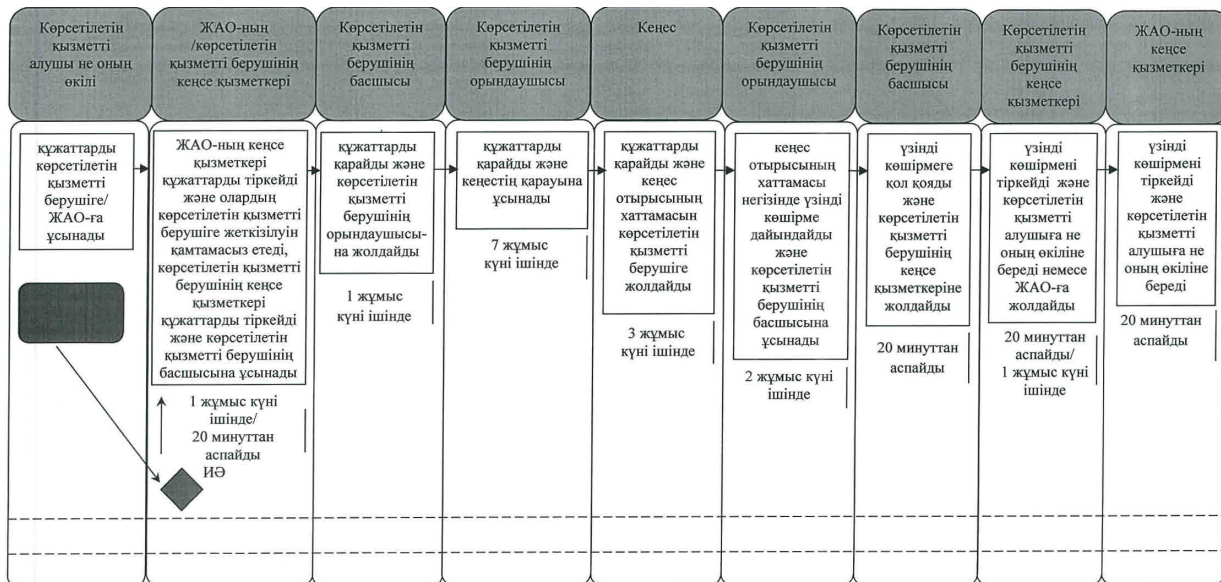 Көрсетілетін
қызметті
алушы не оның
өкілі
ЖАО-ның
/көрсетілетін
қызметті берушінің
кеңсе қызметкері
Көрсетілетін
қызметті
берушінің
басшысы
Көрсетілетін
қызметті
берушінің
орындаушысы
Кеңес
Көрсетілетін
қызметті
берушінің
орындаушысы
Көрсетілетін
қызметті
берушінің
басшысы
Көрсетілетін
қызметті
берушінің
кеңсе
қызметкері
ЖАО-ның
кеңсе
қызметкері
құжаттарды
көрсетілетін
қызметті
берушіге/
ЖАО-ға
ұсынады
ЖАО-ның кеңсе
қызметкері
құжаттарды тіркейді
және олардың
көрсетілетін қызметті
берушіге жеткізілуін
қамтамасыз етеді,
көрсетілетін қызметті
берушінің кеңсе
қызметкері
құжаттарды тіркейді
және көрсетілетін
қызметті берушінің
басшысына ұсынады
1 жұмыс күні
ішінде/
20 минуттан
аспайды
ИӘ
құжаттарды
қарайды және
көрсетілетін
қызметті
берушінің
орындаушысы-
на жолдайды
1 жұмыс
күні ішінде
құжаттарды
қарайды және
кеңестің қарауына
ұсынады
7 жұмыс
күні ішінде
құжаттарды
қарайды және
кеңес
отырысының
хаттамасын
көрсетілетін
қызметті
берушіге
жолдайды
3 жұмыс
күні ішінде
кеңес
отырысының
хаттамасы
негізінде үзінді
көшірме
дайындайды
және
көрсетілетін
қызметті
берушінің
басшысына
ұсынады
2 жұмыс күні
ішінде
үзінді
көшірмеге
қол қояды
және
көрсетілетін
қызметті
берушінің
кеңсе
қызметкеріне
жолдайды
20 минуттан
аспайды
үзінді
көшірмені
тіркейді және
көрсетілетін
қызметті
алушыға не
оның өкіліне
береді немесе
ЖАО-ға
жолдайды
20 минуттан
аспайды/
1 жұмыс күні
ішінде
үзінді
көшірмені
тіркейді
және
көрсетілетін
қызметті
алушыға не
оның өкіліне
береді
20 минуттан
аспайды